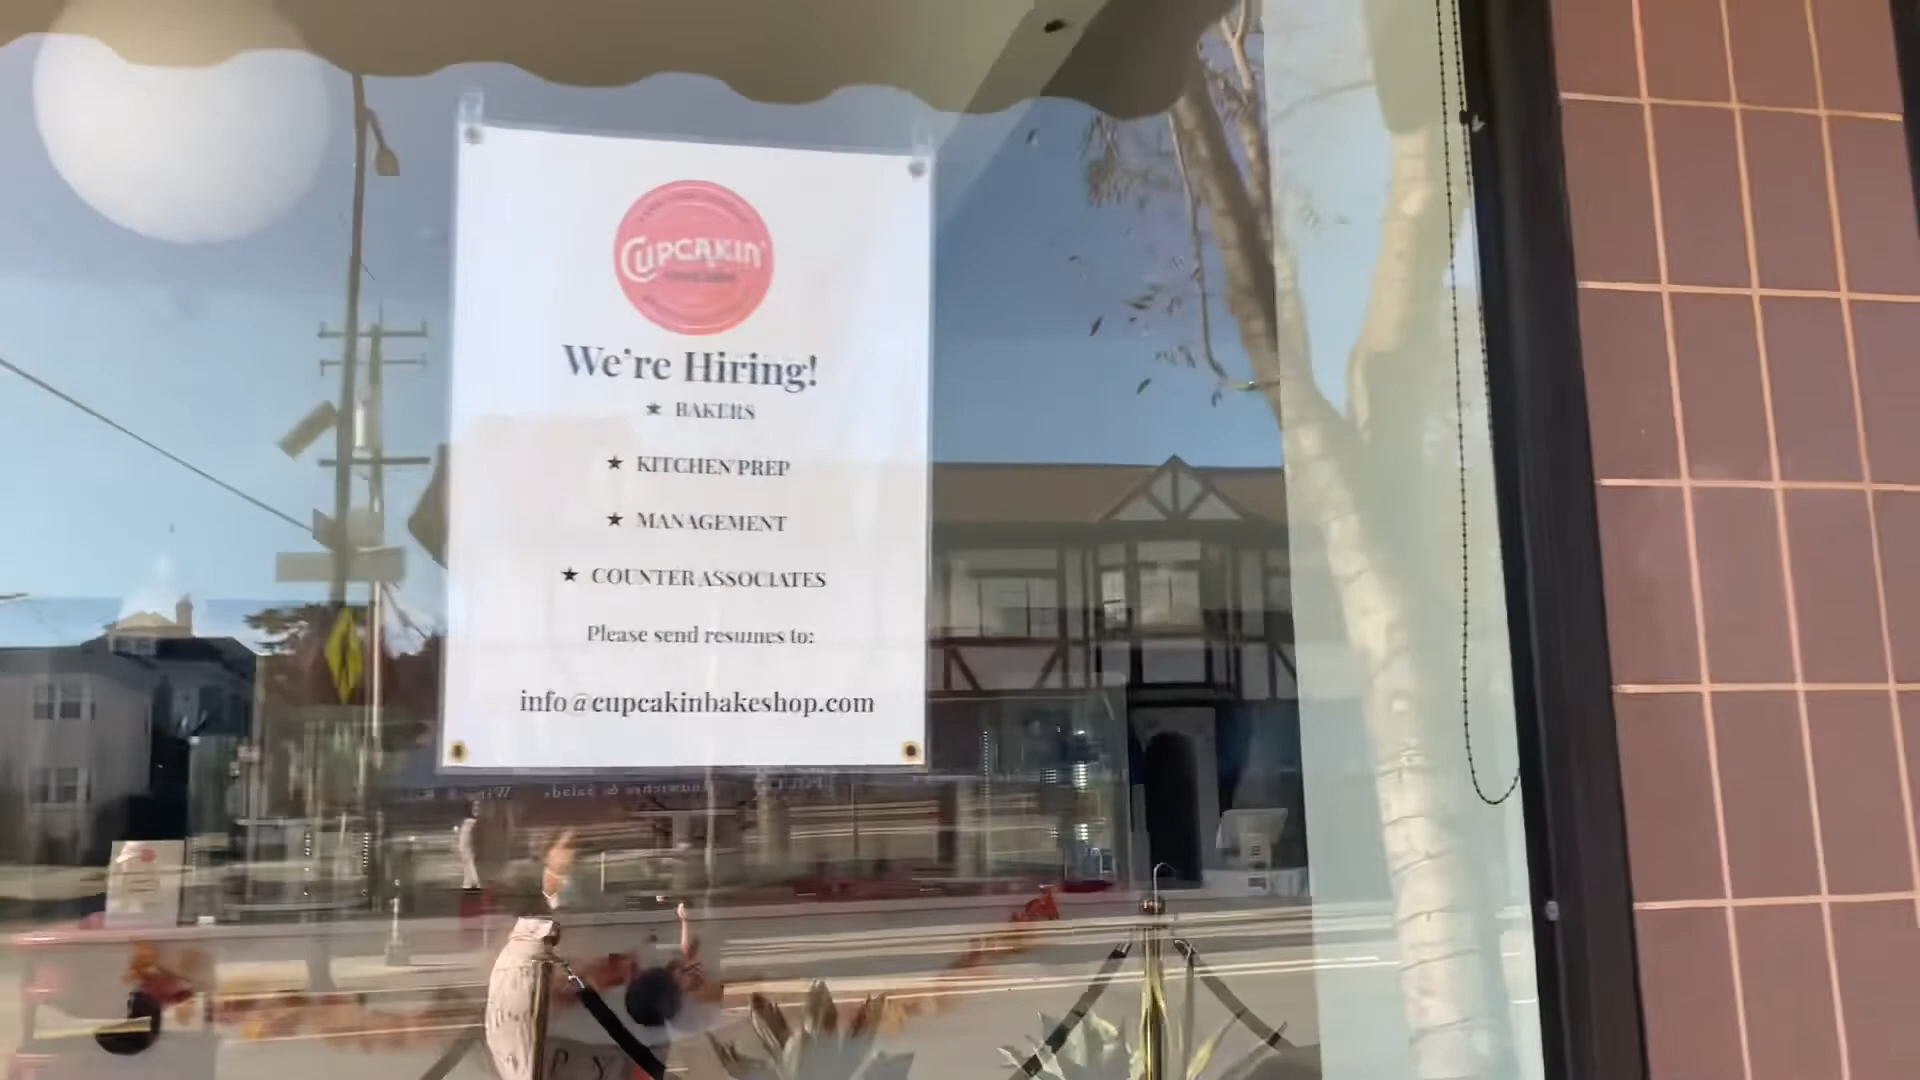 CUPCAKIN'
We're Hiring!
★ BAKERS
★ KITCHEN PREP
★ MANAGEMENT
★ COUNTER ASSOCIATES
Please send resumes to:
info@cupcakinbakeshop.com